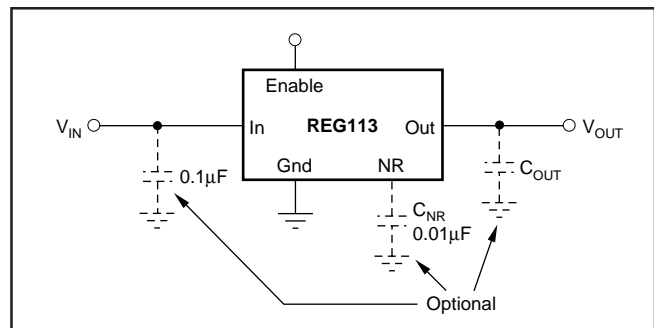 Enable
V_IN
In
REG113
Out
V_OUT
Gnd
NR
0.1μF
C_NR
0.01μF
C_OUT
Optional